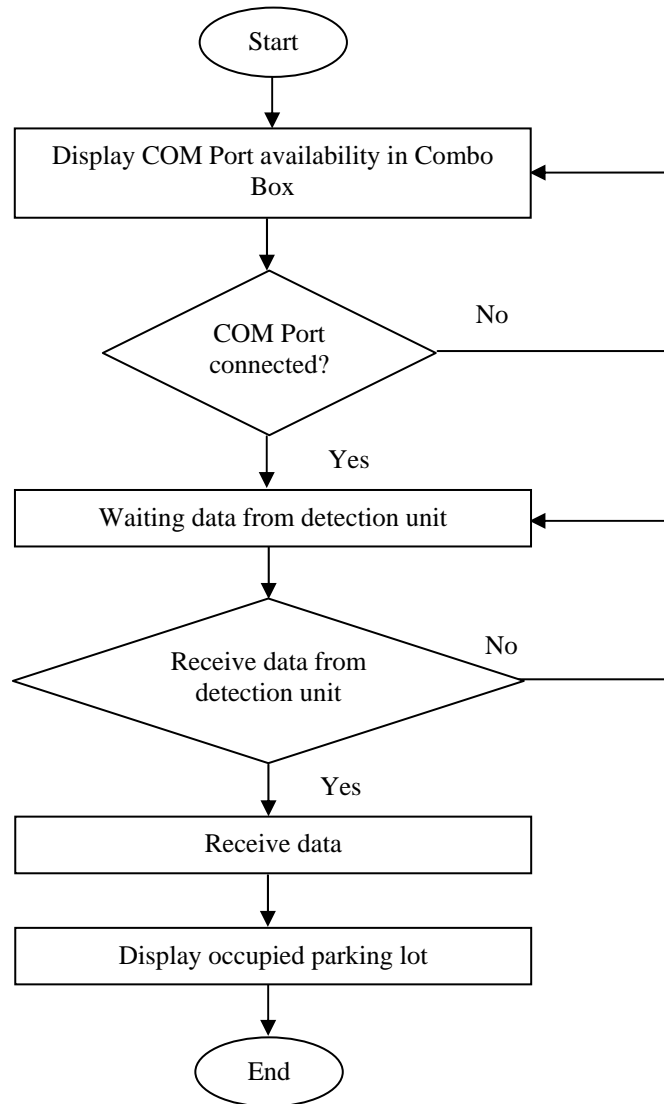 Start
Display COM Port availability in Combo
Box
No
COM Port
connected?
Yes
Waiting data from detection unit
No
Receive data from
detection unit
Yes
Receive data
Display occupied parking lot
End